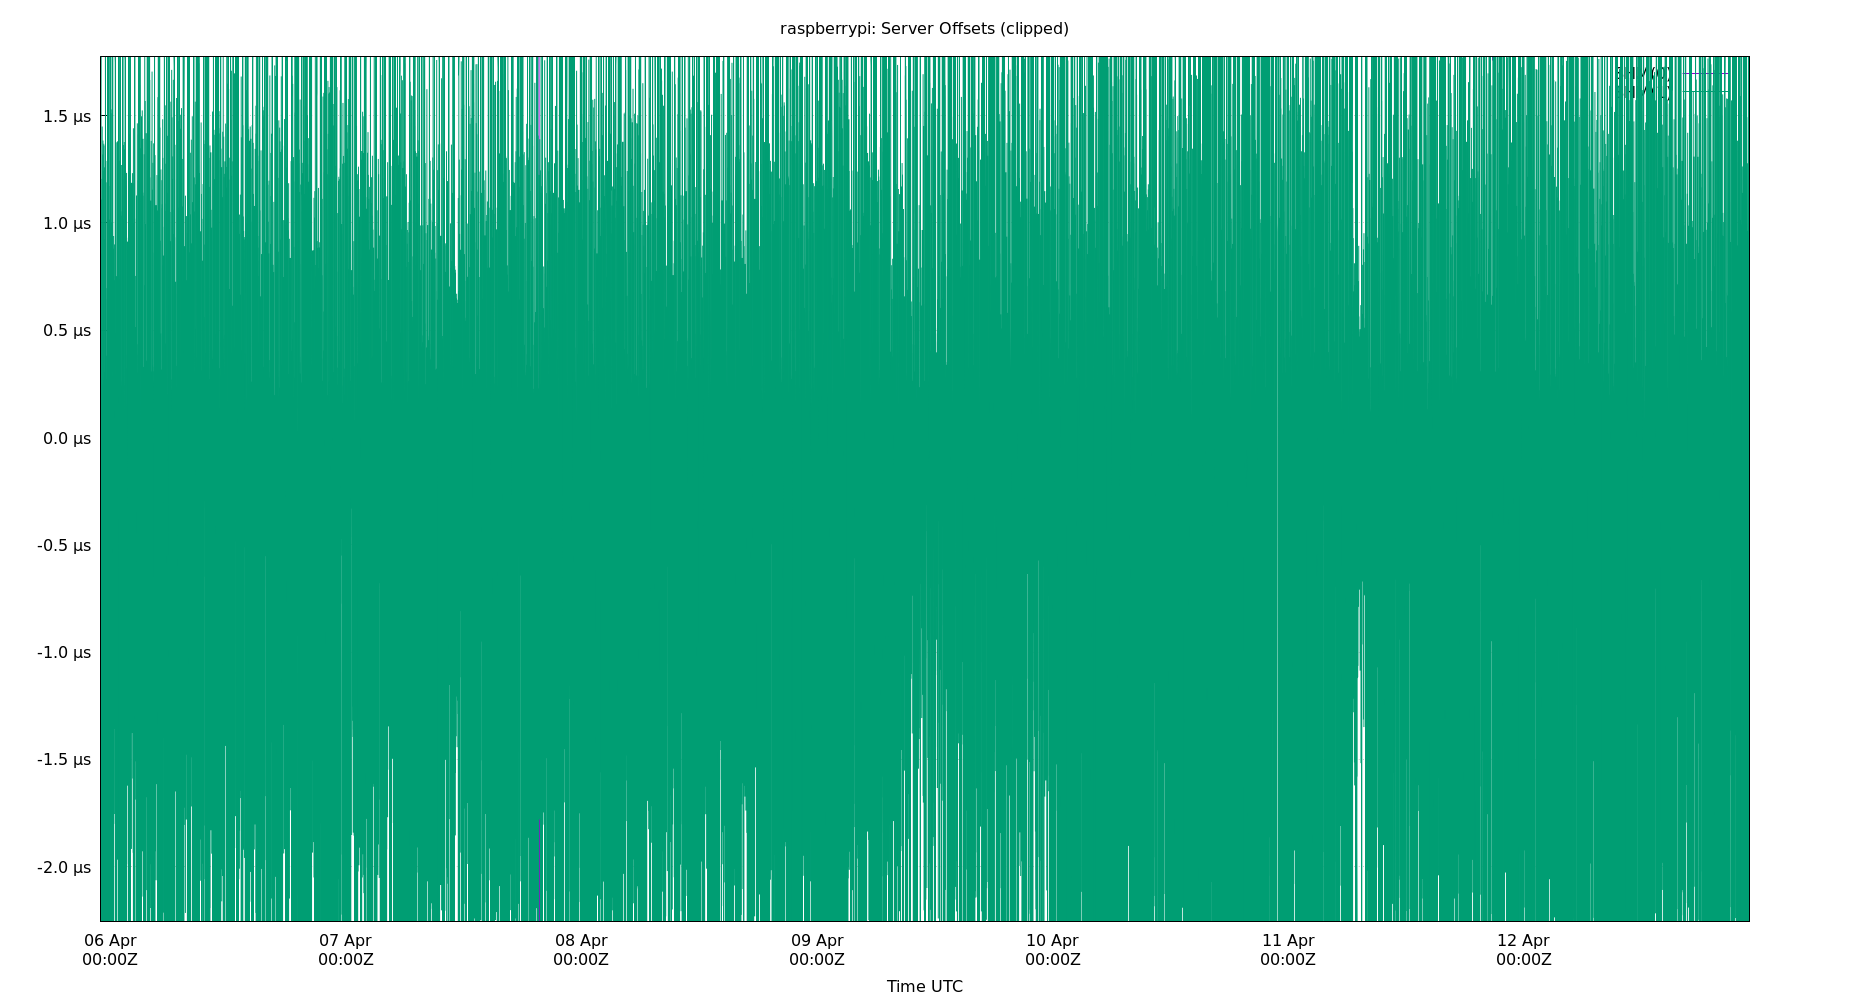 raspberrypi: Server Offsets (clipped)
1.5 µs
1.0 µs
0.5 µs
0.0 µs
-0.5 µs
-1.0 µs
-1.5 µs
-2.0 µs
06 Apr
00:00Z
07 Apr
00:00Z
08 Apr
00:00Z
09 Apr
00:00Z
10 Apr
00:00Z
11 Apr
00:00Z
12 Apr
00:00Z
Time UTC